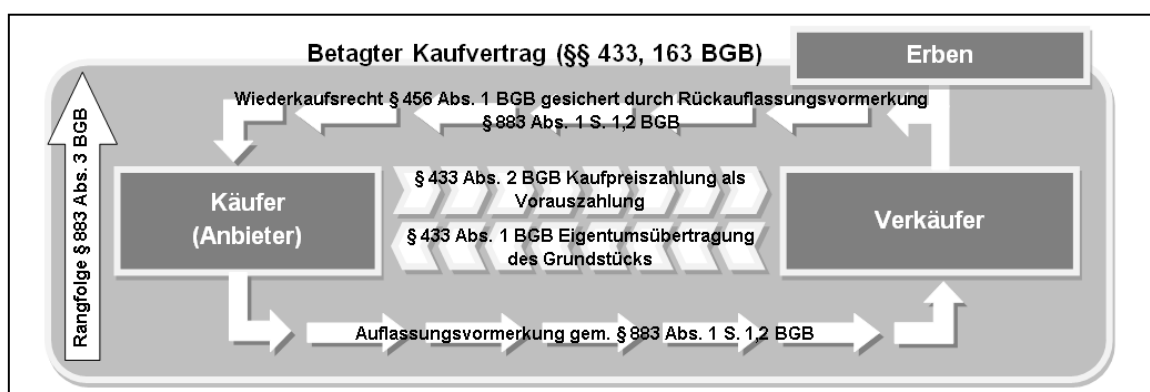 Betagter Kaufvertrag (§§ 433, 163 BGB)
Erben
Wiederkaufsrecht § 456 Abs. 1 BGB gesichert durch Rückauflassungsvormerkung
§ 883 Abs. 1 S. 1,2 BGB
Rangfolge § 883 Abs. 3 BGB
Käufer
(Anbieter)
§ 433 Abs. 2 BGB Kaufpreiszahlung als
Vorauszahlung
§ 433 Abs. 1 BGB Eigentumsübertragung
des Grundstücks
Verkäufer
Auflassungsvormerkung gem. § 883 Abs. 1 S. 1,2 BGB